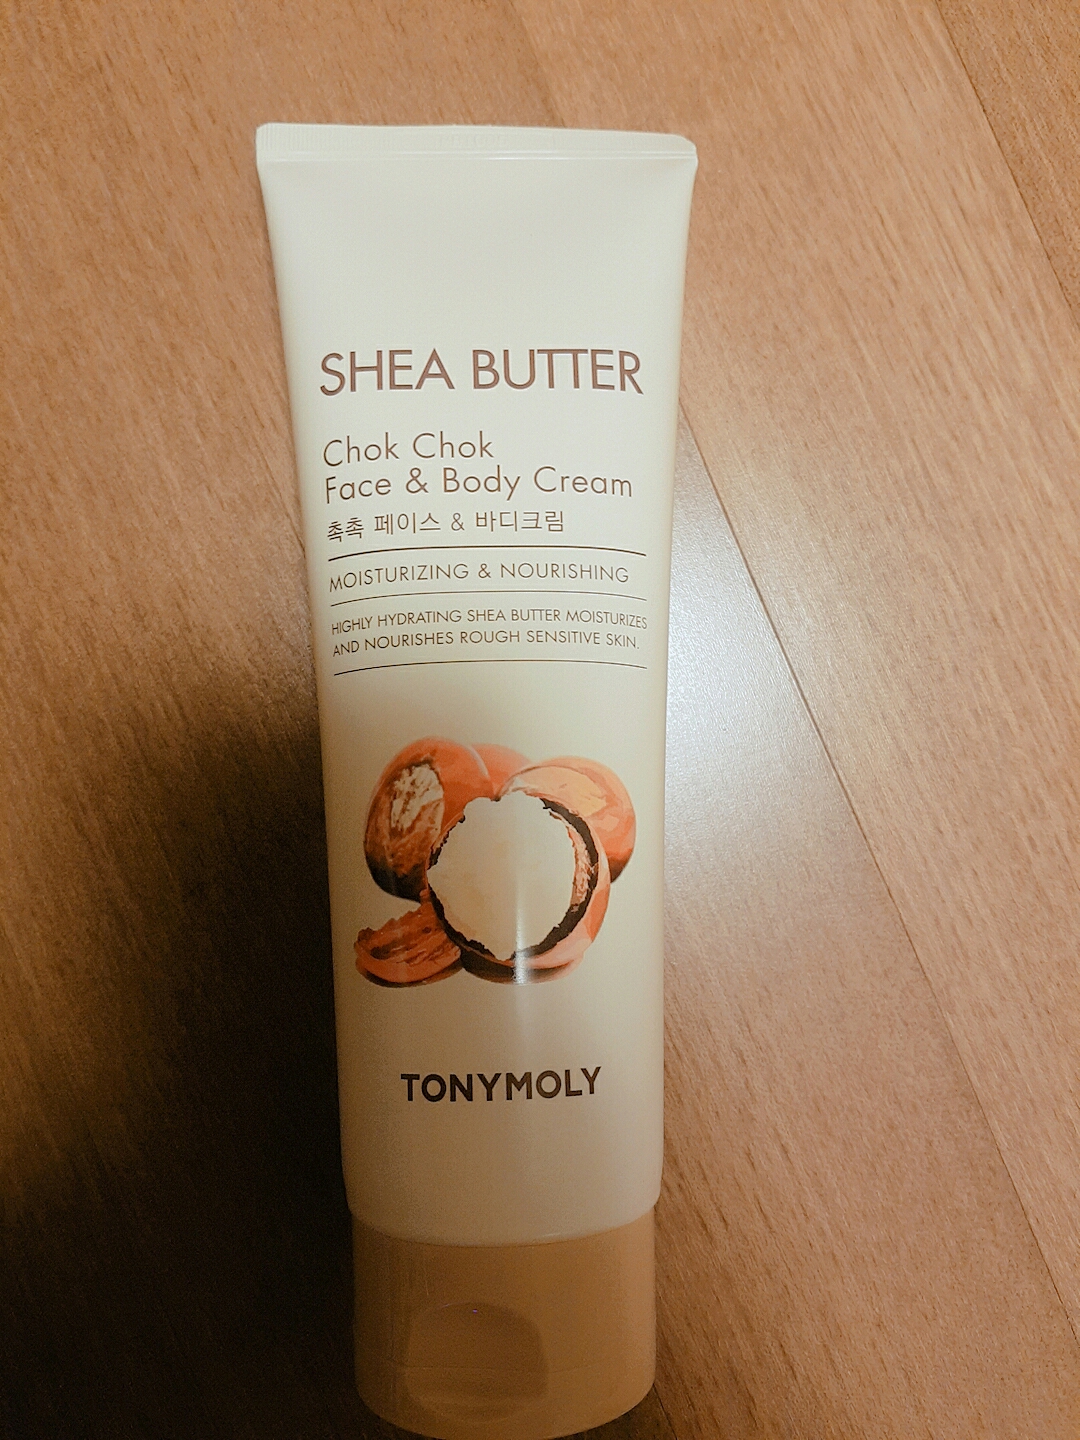 SHEA BUTTER
Chok Chok
Face & Body Cream
촉촉 페이스 & 바디크림
MOISTURIZING & NOURISHING
HIGHLY HYDRATING SHEA BUTTER MOISTURIZES
AND NOURISHES ROUGH SENSITIVE SKIN.
TONYMOLY